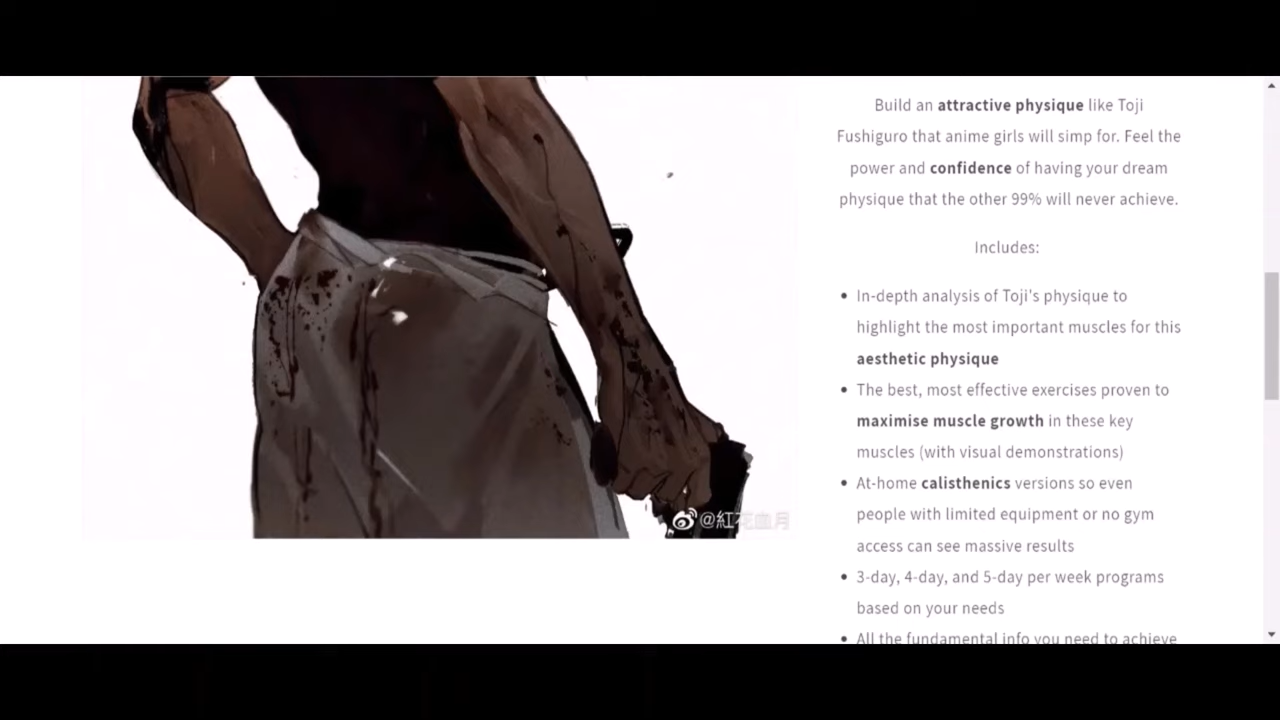 Build an attractive physique like Toji
Fushiguro that anime girls will simp for. Feel the
power and confidence of having your dream
physique that the other 99% will never achieve.
Includes:
In-depth analysis of Toji's physique to
highlight the most important muscles for this
aesthetic physique
The best, most effective exercises proven to
maximise muscle growth in these key
muscles (with visual demonstrations)
At-home calisthenics versions so even
people with limited equipment or no gym
access can see massive results
3-day, 4-day, and 5-day per week programs
based on your needs
All the fundamental info you need to achieve
@紅花血月